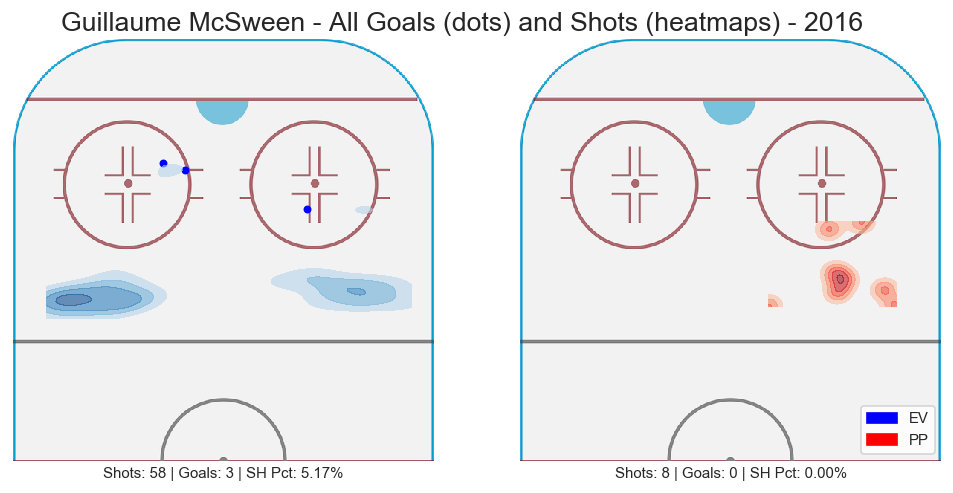 Guillaume McSween - All Goals (dots) and Shots (heatmaps) - 2016
EV
PP
Shots: 58 | Goals: 3 | SH Pct: 5.17%
Shots: 8 | Goals: 0 | SH Pct: 0.00%